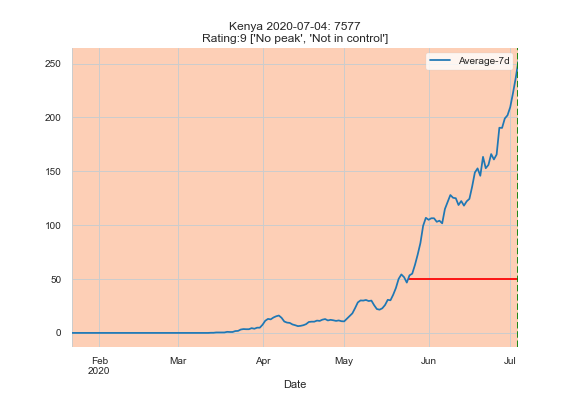 Kenya 2020-07-04: 7577
Rating:9 ['No peak', 'Not in control']
Average-7d
250
200
150
100
50
0
Feb
2020
Mar
Apr
May
Jun
Jul
Date